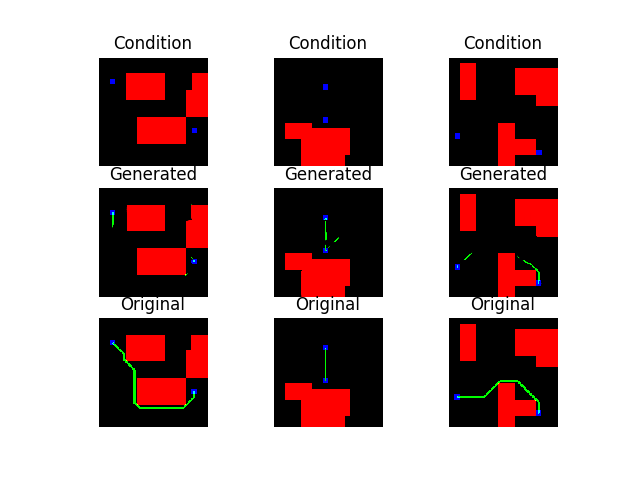 Condition Condition Condition
Generated Generated Generated
Original Original Original